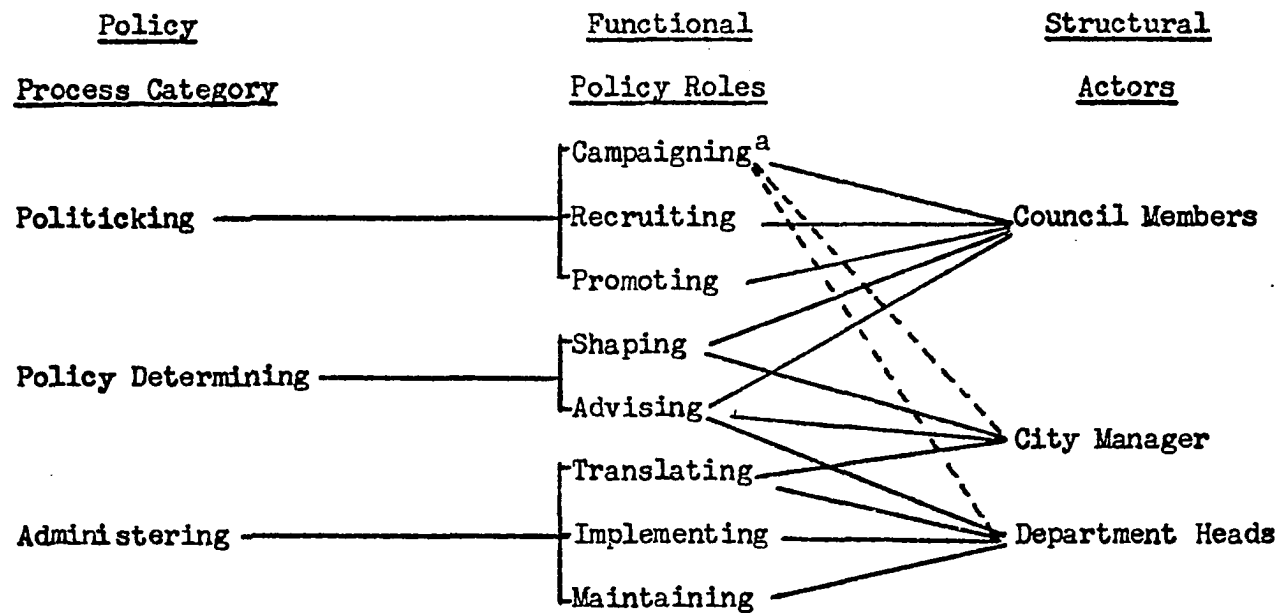 Policy Functional Structural
Process Category Policy Roles Actors
Campaigning a
Politicking Recruiting Council Members
Promoting
Shaping
Policy Determining
Advising
City Manager
Translating
Administering Implementing Department Heads
Maintaining